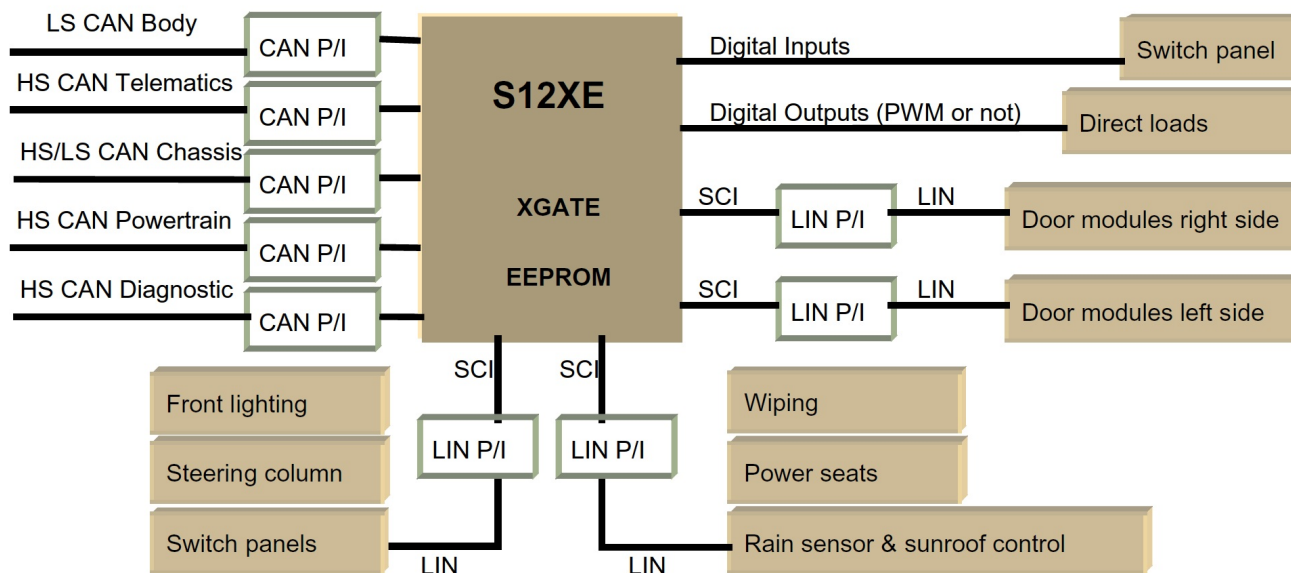 LS CAN Body
CAN P/I
HS CAN Telematics
CAN P/I
HS/LS CAN Chassis
CAN P/I
HS CAN Powertrain
CAN P/I
HS CAN Diagnostic
CAN P/I
S12XE
XGATE
EEPROM
Digital Inputs
Switch panel
Digital Outputs (PWM or not)
Direct loads
SCI
LIN P/I
LIN
Door modules right side
SCI
LIN P/I
LIN
Door modules left side
SCI
SCI
Front lighting
Steering column
Switch panels
LIN P/I
LIN
LIN P/I
LIN
Wiping
Power seats
Rain sensor & sunroof control